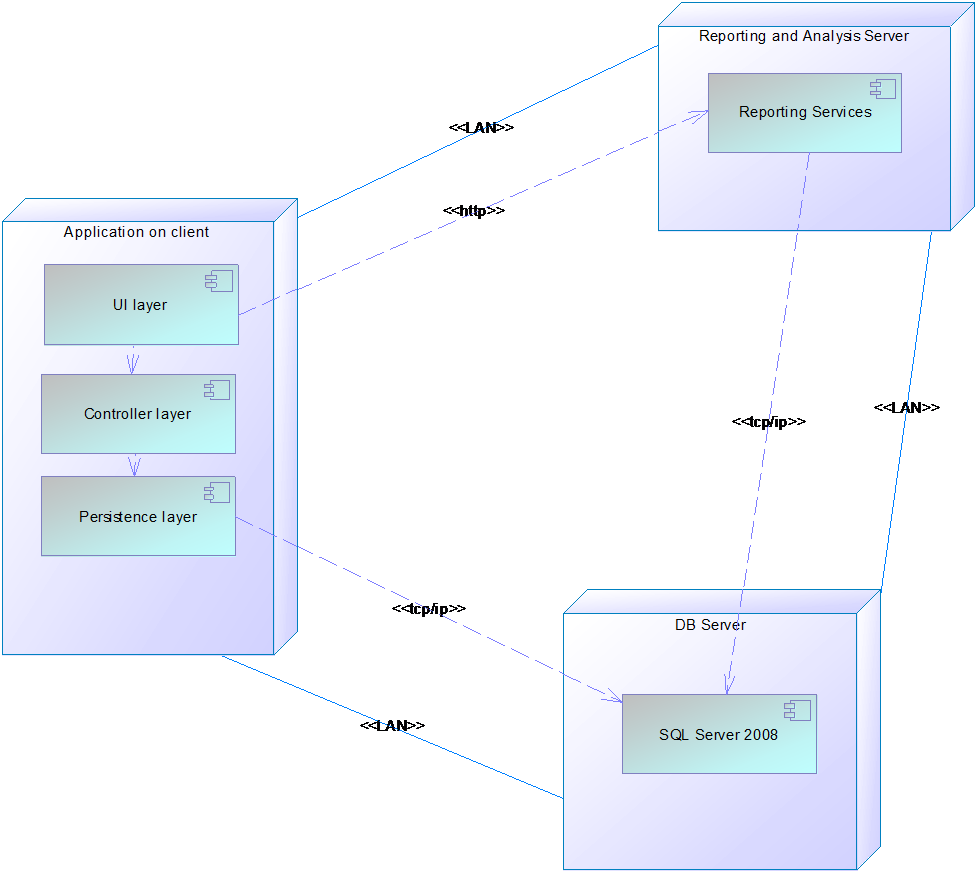 Reporting and Analysis Server
Reporting Services
<<LAN>>
<<http>>
Application on client
UI layer
Controller layer
Persistence layer
<<tcp/ip>>
<<LAN>>
<<tcp/ip>>
DB Server
SQL Server 2008
<<LAN>>